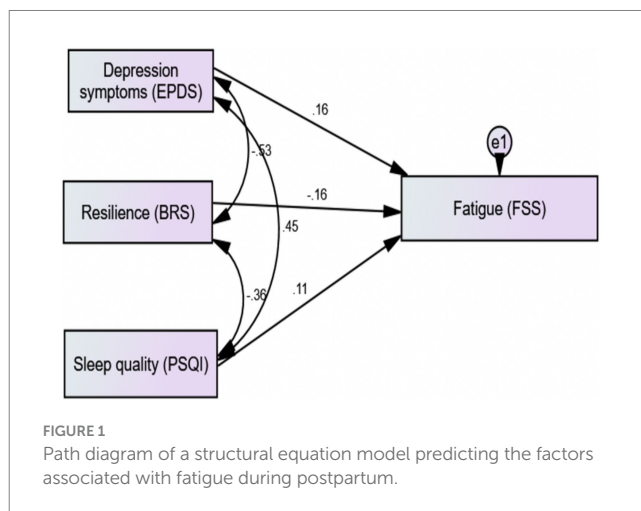 Depression
symptoms (EPDS)
.16
e1
-.53
Resilience (BRS)
-.16
Fatigue (FSS)
.45
-.36
.11
Sleep quality (PSQI)
FIGURE 1
Path diagram of a structural equation model predicting the factors
associated with fatigue during postpartum.